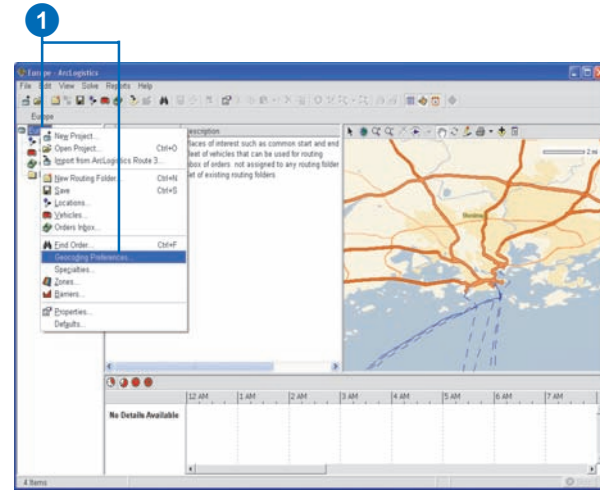 1
Europe - ArcLogistics
File Edit View Solve Reports Help
Europe
New Project...
Open Project... Ctrl+O
Import from ArcLogistics Route 3...
New Routing Folder... Ctrl+N
Save Ctrl+S
Locations...
Vehicles...
Orders Inbox...
Find Order... Ctrl+F
Geocoding Preferences...
Specialties...
Zones...
Barriers...
Properties...
Defaults...
escription
laces of interest such as common start and end
leet of vehicles that can be used for routing
nbox of orders not assigned to any routing folder
et of existing routing folders
2 mi
12 AM 1 AM 2 AM 3 AM 4 AM 5 AM 6 AM 7 AM
No Details Available
4 Items